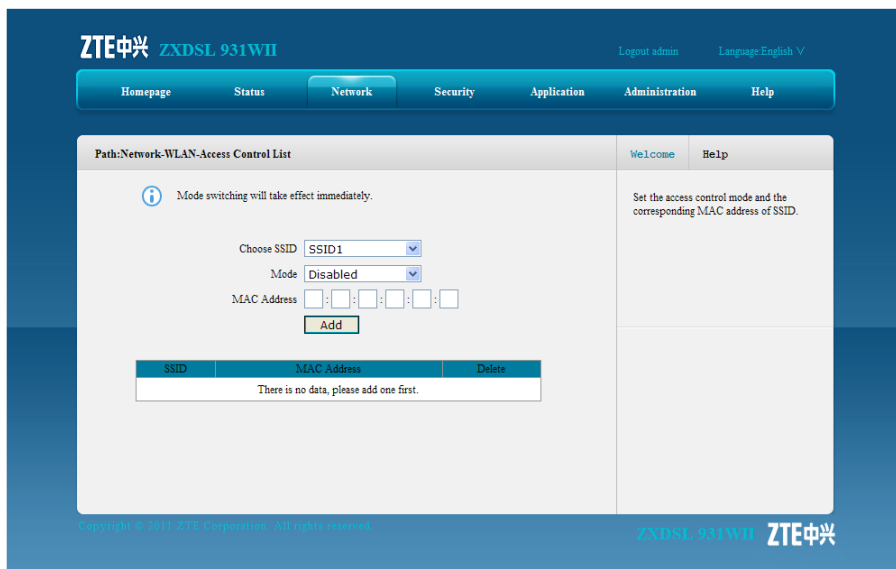 ZTE中兴 ZXDSL 931WII
Logout admin Language:English V
Homepage Status Network Security Application Administration Help
Path:Network-WLAN-Access Control List
Welcome Help
Mode switching will take effect immediately.
Set the access control mode and the
corresponding MAC address of SSID.
Choose SSID SSID1
Mode Disabled
MAC Address : : : : :
Add
SSID MAC Address Delete
There is no data, please add one first.
Copyright © 2011 ZTE Corporation. All rights reserved.
ZXDSL 931WII ZTE中兴